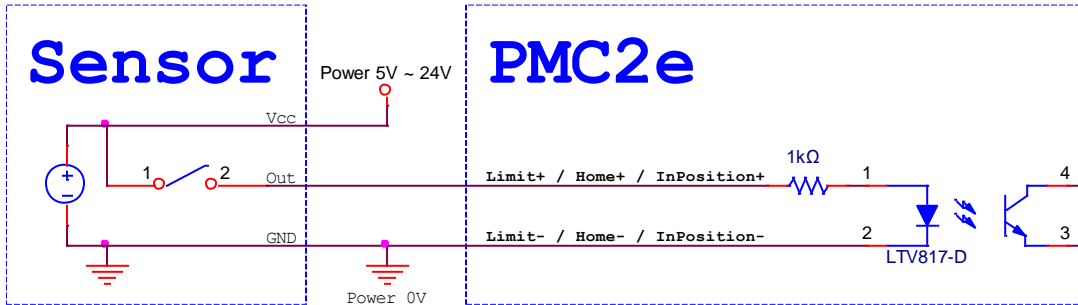 Sensor
PMC2e
Power 5V ~ 24V
Vcc
1kΩ
1 2
Out
Limit+ / Home+ / InPosition+
1
4
GND
Limit- / Home- / InPosition-
2
3
LTV817-D
Power 0V